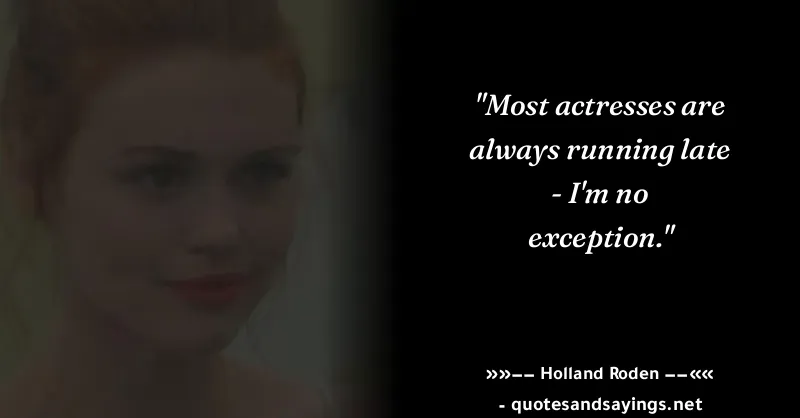 "Most actresses are
always running late
- I'm no
exception."
»»–– Holland Roden ––««
- quotesandsayings.net